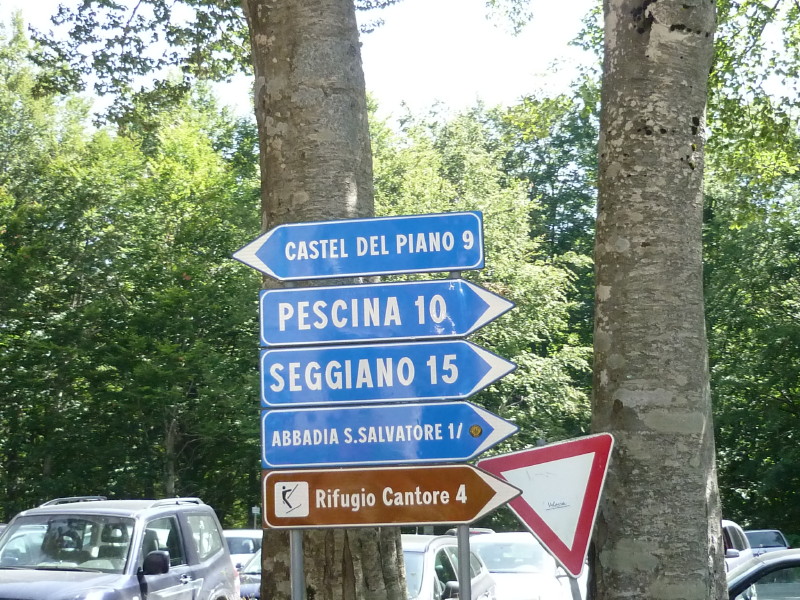 CASTEL DEL PIANO 9
PESCINA 10
SEGGIANO 15
ABBADIA S.SALVATORE 1/
Rifugio Cantore 4